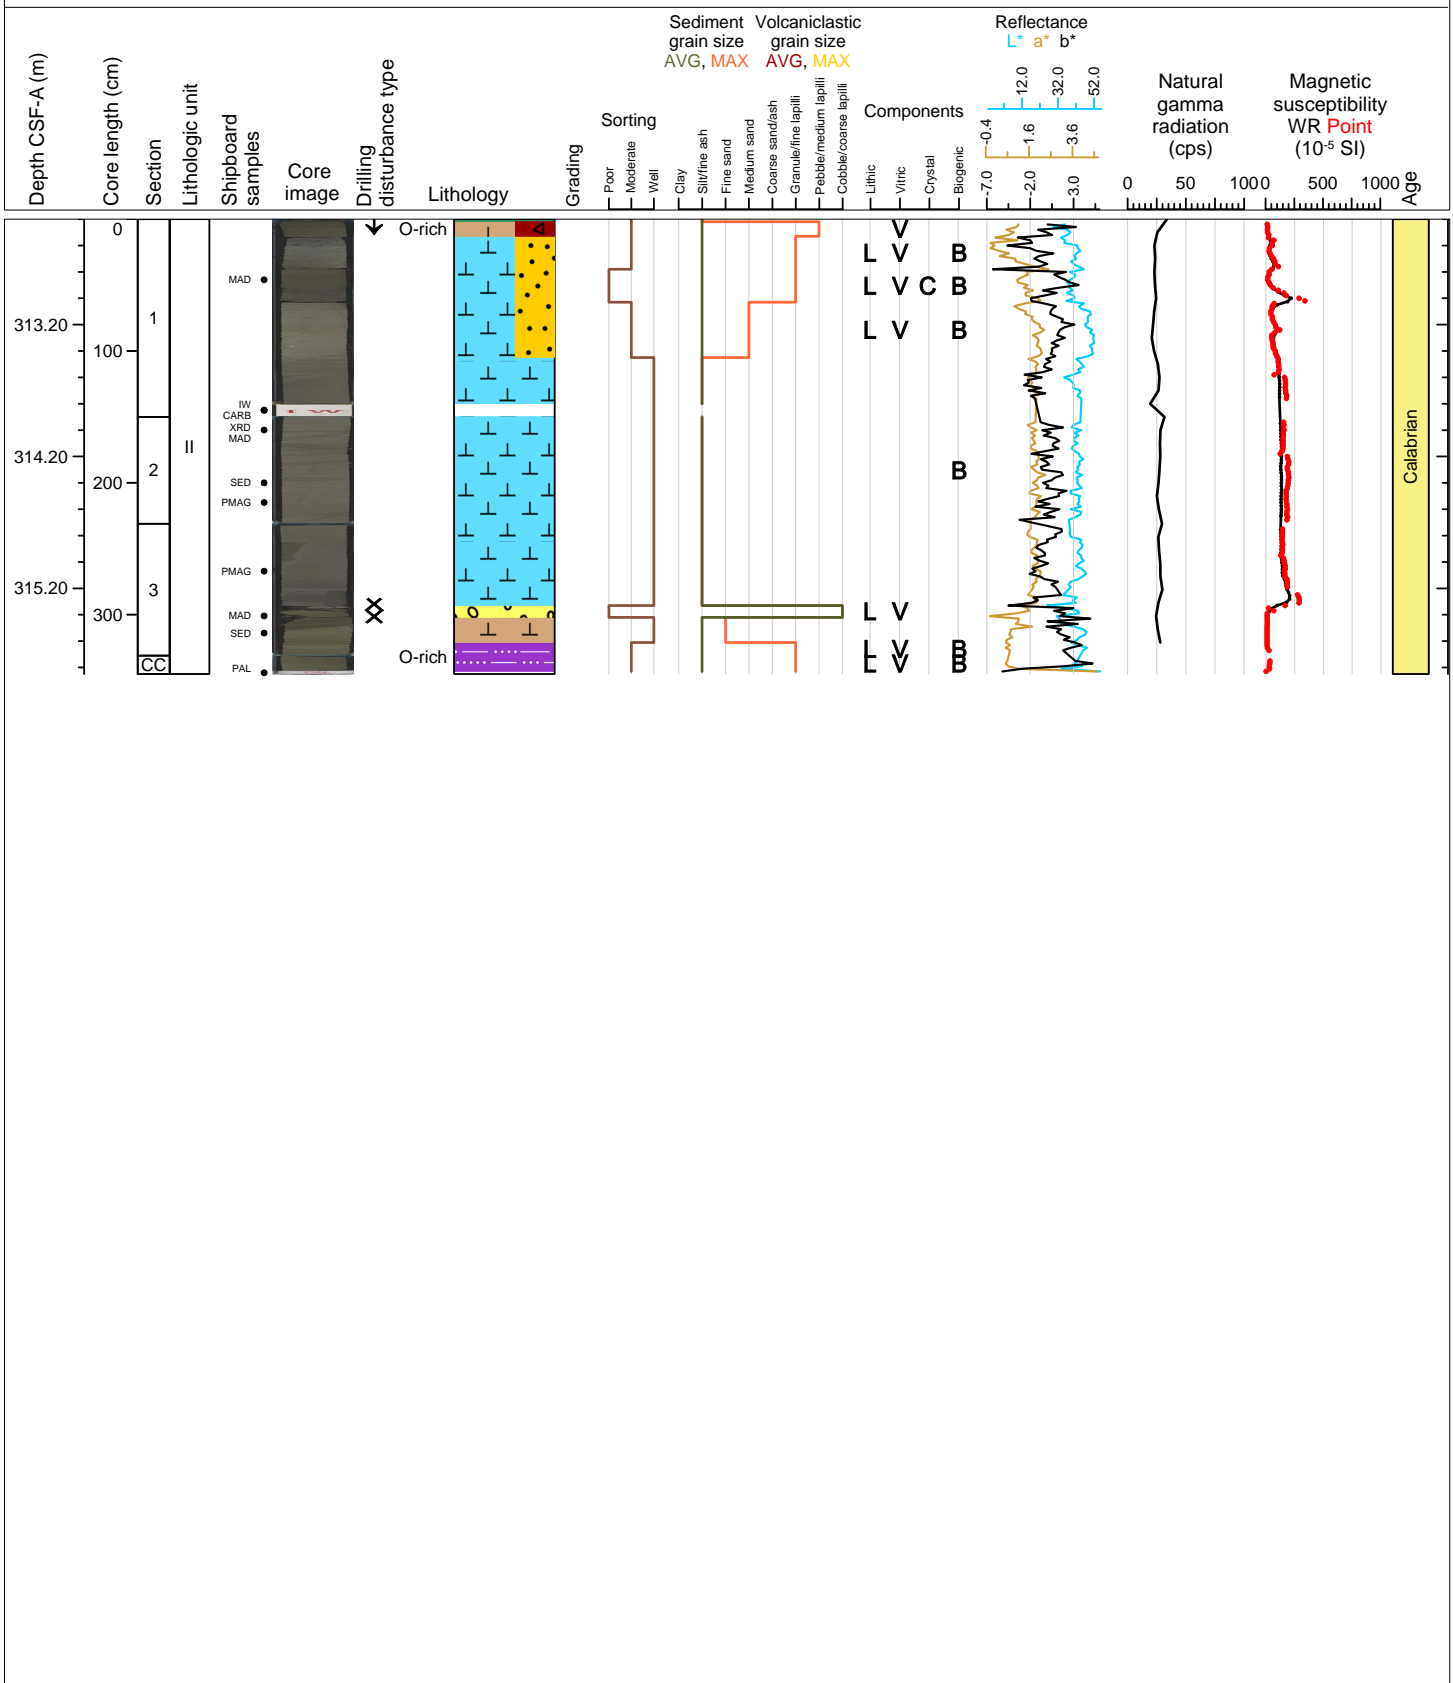 Depth CSF-A (m)
Core length (cm)
Section
Lithologic unit
Shipboard
samples
Core
image
Drilling
disturbance type
Lithology
Grading
Sorting
Poor
Moderate
Well
Sediment
grain size
AVG, MAX
Volcaniclastic
grain size
AVG, MAX
Clay
Silt/fine ash
Fine sand
Medium sand
Coarse sand/ash
Granule/fine lapilli
Pebble/medium lapilli
Cobble/coarse lapilli
Components
Lithic
Vitric
Crystal
Biogenic
Reflectance
L* a* b*
12.0 32.0 52.0
-0.4 1.6 3.6
-7.0 -2.0 3.0
Natural
gamma
radiation
(cps)
0 50 100
Magnetic
susceptibility
WR Point
(10-5 SI)
0 500 1000
Age
0
O-rich
V
L V B
MAD
L V C B
313.20
1
L V B
100
IW
CARB
XRD
MAD
II
314.20
2
B
Calabrian
200
SED
PMAG
PMAG
315.20
3
300
MAD
L V
SED
O-rich
L V B
CC
PAL
L V B